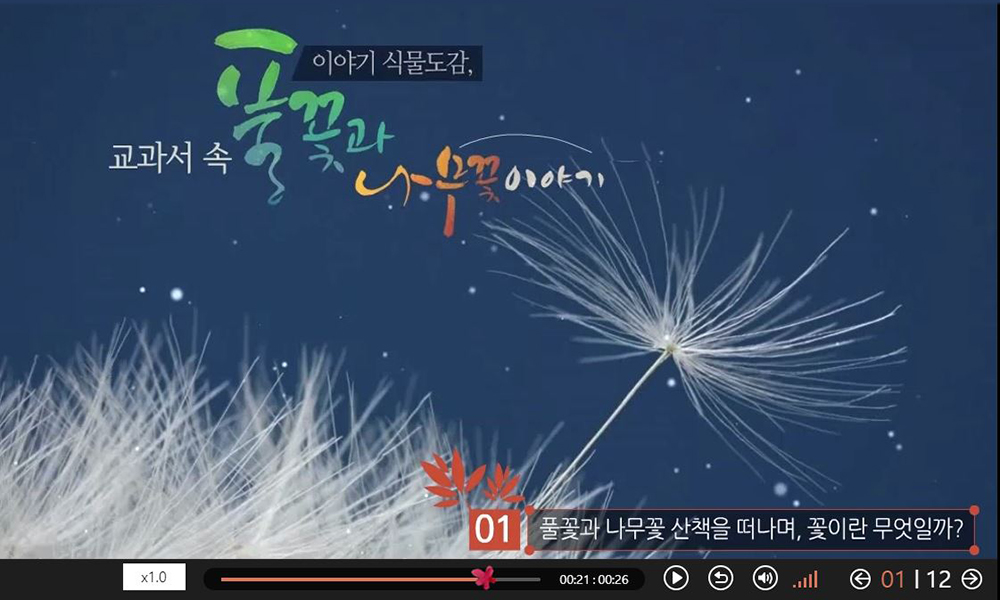 이야기 식물도감,
교과서 속 풀꽃과
나무꽃이야기
01 풀꽃과 나무꽃 산책을 떠나며, 꽃이란 무엇일까?
x1.0 00:21 : 00:26 01 | 12